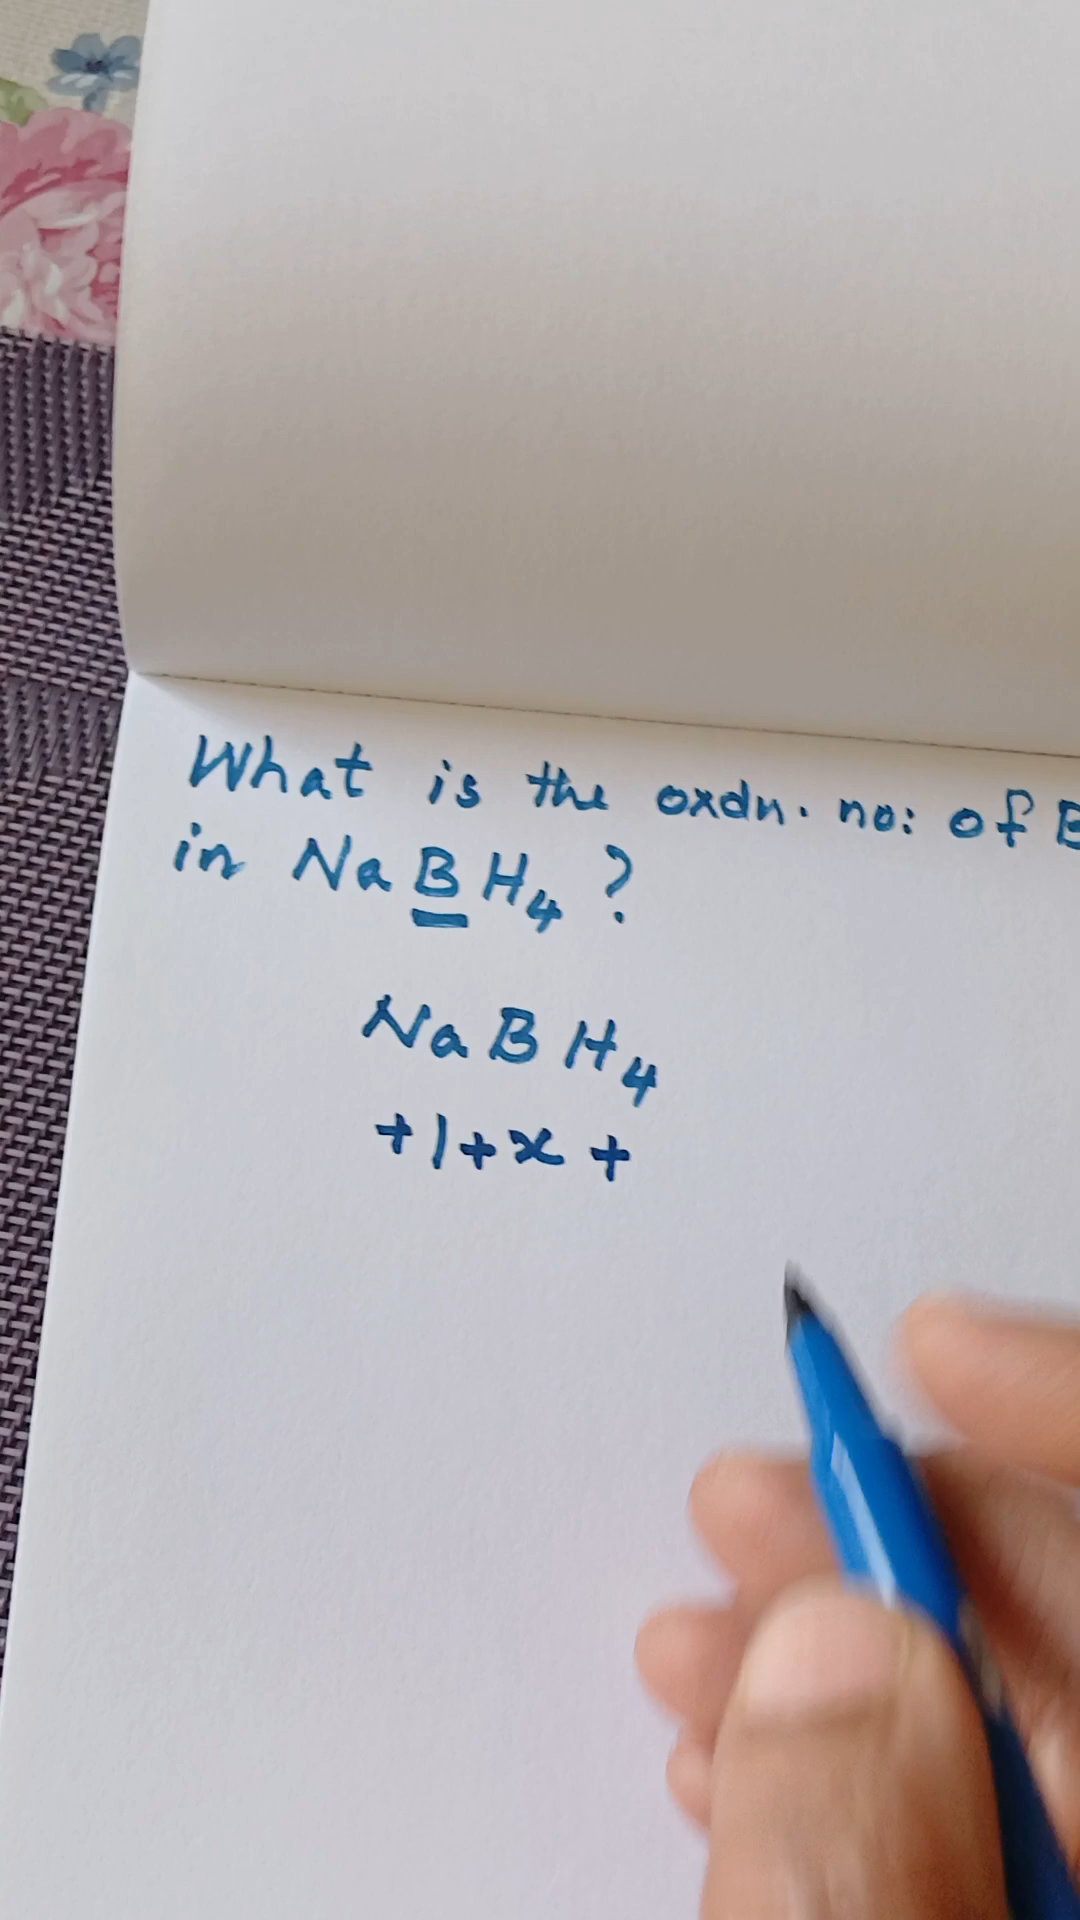 What is the oxdn. no: of B
in NaBH₄ ?
NaBH₄
+1+x +